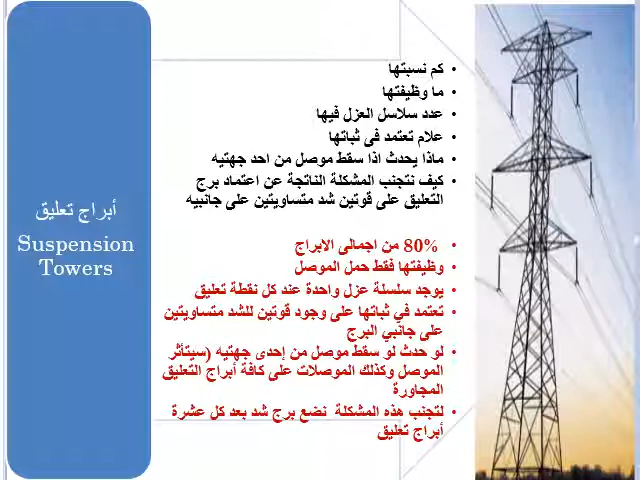 أبراج تعليق
Suspension
Towers
• كم نسبتها
• ما وظيفتها
• عدد سلاسل العزل فيها
• علام تعتمد فى ثباتها
• ماذا يحدث اذا سقط موصل من احد جهتيه
• كيف نتجنب المشكلة الناتجة عن اعتماد برج
التعليق على قوتين شد متساويتين على جانبيه
• 80% من اجمالى الابراج
• وظيفتها فقط حمل الموصل
• يوجد سلسلة عزل واحدة عند كل نقطة تعليق
• تعتمد في ثباتها على وجود قوتين للشد متساويتين
على جانبي البرج
• لو حدث لو سقط موصل من إحدى جهتيه (سيتأثر
الموصل وكذلك الموصلات على كافة أبراج التعليق
المجاورة
• لتجنب هذه المشكلة نضع برج شد بعد كل عشرة
أبراج تعليق